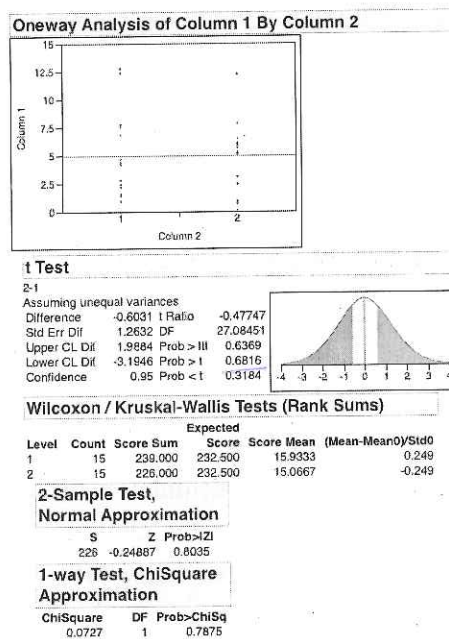 Oneway Analysis of Column 1 By Column 2
15
12.5
10
7.5
5
2.5
0
Column 1
1 2
Column 2
t Test
2-1
Assuming unequal variances
Difference -0.6031 t Ratio -0.47747
Std Err Dif 1.2632 DF 27.08451
Upper CL Dif 1.9884 Prob > |t| 0.6369
Lower CL Dif -3.1946 Prob > t 0.6816
Confidence 0.95 Prob < t 0.3184
-4 -3 -2 -1 0 1 2 3 4
Wilcoxon / Kruskal-Wallis Tests (Rank Sums)
Expected
Level Count Score Sum Score Score Mean (Mean-Mean0)/Std0
1 15 239.000 232.500 15.9333 0.249
2 15 226.000 232.500 15.0667 -0.249
2-Sample Test,
Normal Approximation
S Z Prob>|Z|
226 -0.24887 0.8035
1-way Test, ChiSquare
Approximation
ChiSquare DF Prob>ChiSq
0.0727 1 0.7875